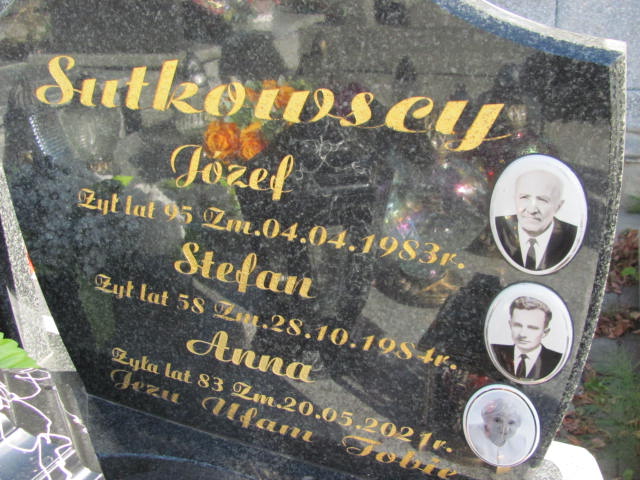 Sutkowscy
Józef
Żył lat 95 Zm.04.04.1983r.
Stefan
Żył lat 58 Zm.28.10.1984r.
Anna
Żyła lat 83 Zm.20.05.2021r.
Jezu Ufam Tobie